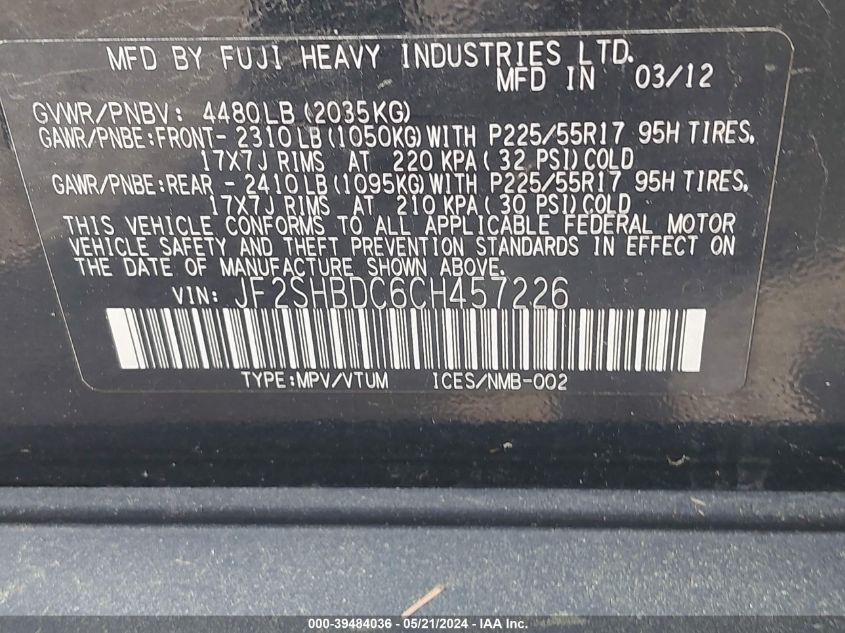 MFD BY FUJI HEAVY INDUSTRIES LTD.
MFD IN 03/12
GVWR/PNBV: 4480LB(2035KG)
GAWR/PNBE:FRONT- 2310LB(1050KG)WITH P225/55R17 95H TIRES,
17X7J RIMS AT 220 KPA( 32 PSI)COLD
GAWR/PNBE:REAR - 2410LB(1095KG)WITH P225/55R17 95H TIRES,
17X7J RIMS AT 210 KPA( 30 PSI)COLD
THIS VEHICLE CONFORMS TO ALL APPLICABLE FEDERAL MOTOR
VEHICLE SAFETY AND THEFT PREVENTION STANDARDS IN EFFECT ON
THE DATE OF MANUFACTURE SHOWN ABOVE.
VIN: JF2SHBDC6CH457226
TYPE:MPV/VTUM ICES/NMB-002
000-39484036 - 05/21/2024 - IAA Inc.